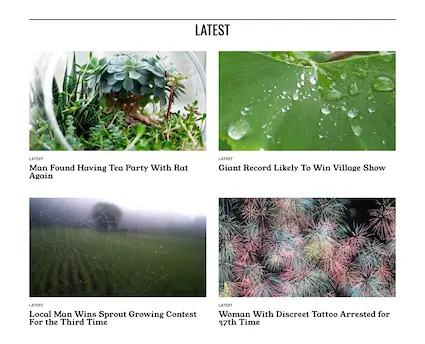 LATEST
LATEST
Man Found Having Tea Party With Rat
Again
LATEST
Giant Record Likely To Win Village Show
LATEST
Local Man Wins Sprout Growing Contest
For the Third Time
LATEST
Woman With Discreet Tattoo Arrested for
37th Time